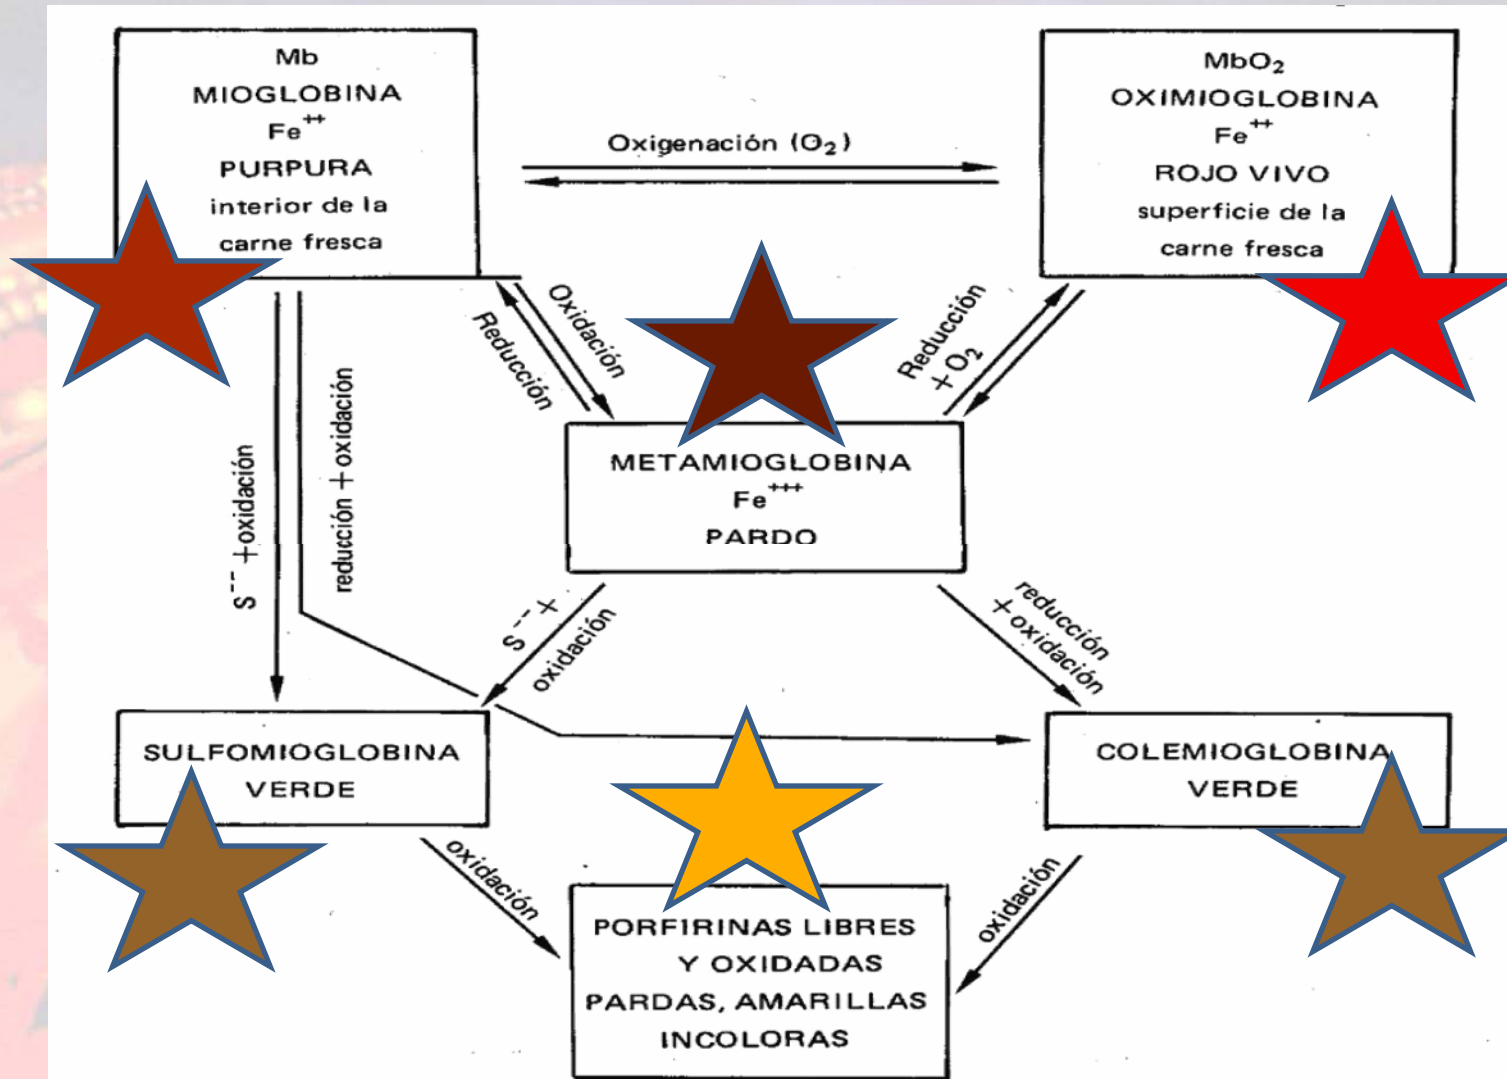 Mb
MIOGLOBINA
Fe⁺⁺
PURPURA
interior de la
carne fresca
Oxigenación (O₂)
MbO₂
OXIMIOGLOBINA
Fe⁺⁺
ROJO VIVO
superficie de la
carne fresca
Oxidación
Reducción
Reducción
+ O₂
METAMIOGLOBINA
Fe⁺⁺⁺
PARDO
S⁻⁻ +oxidación
reducción +oxidación
S⁻⁻ +
oxidación
reducción
+oxidación
SULFOMIOGLOBINA
VERDE
COLEMIOGLOBINA
VERDE
oxidación
oxidación
PORFIRINAS LIBRES
Y OXIDADAS
PARDAS, AMARILLAS
INCOLORAS